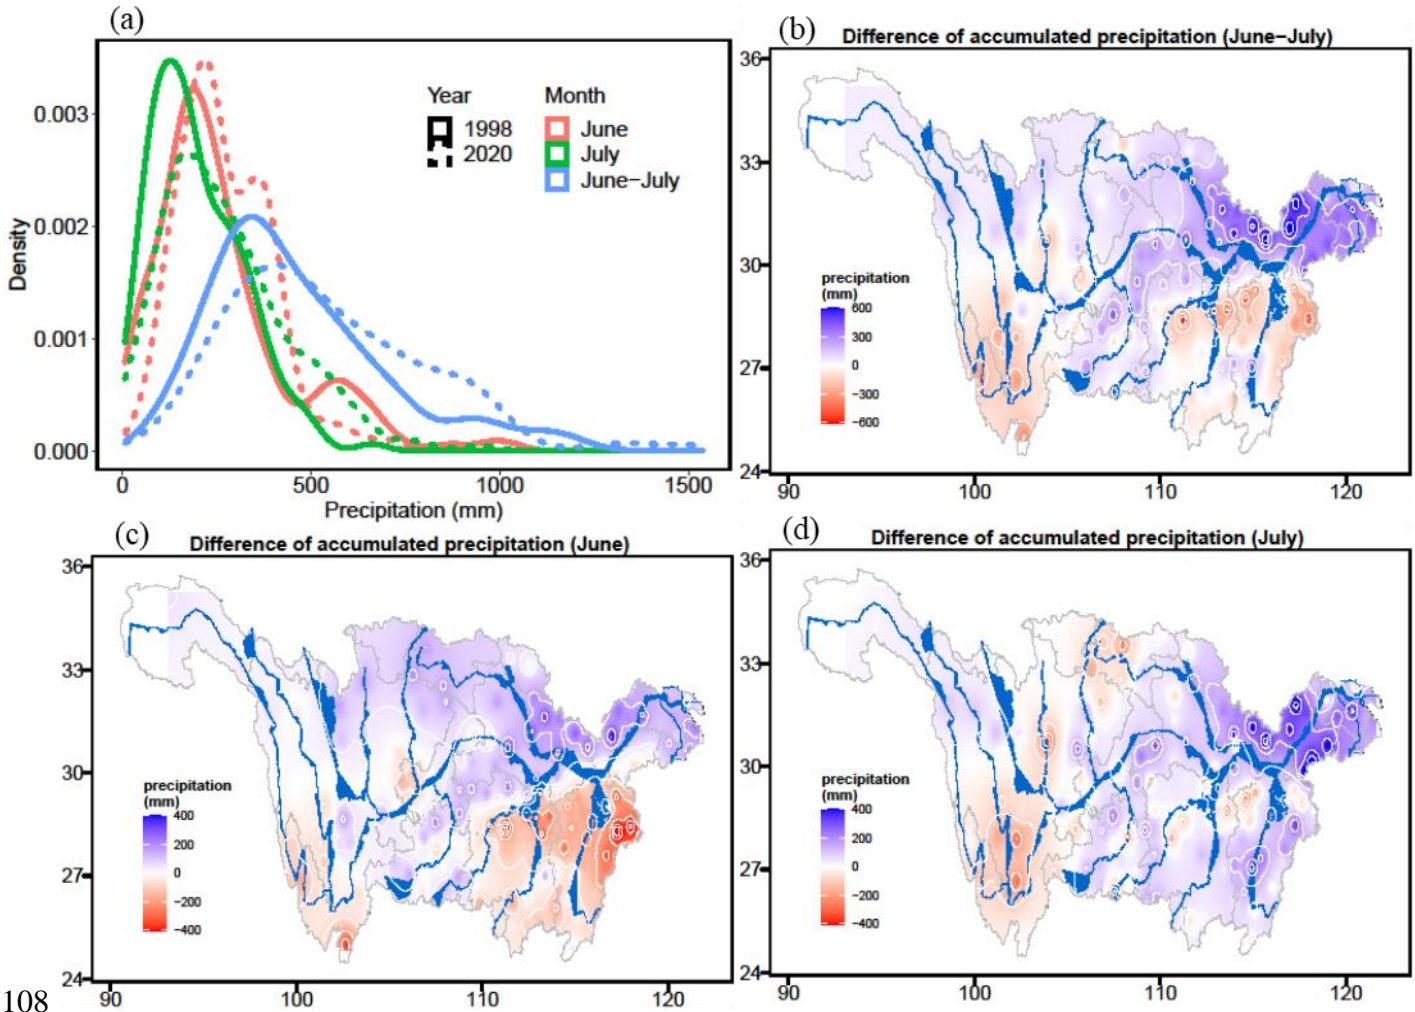 (a)
Year Month
1998 June
2020 July
June−July
0.003
0.002
0.001
0.000
Density
0 500 1000 1500
Precipitation (mm)
(b)
Difference of accumulated precipitation (June−July)
36
33
30
27
24
precipitation
(mm)
600
300
0
−300
−600
90 100 110 120
(c)
Difference of accumulated precipitation (June)
36
33
30
27
24
precipitation
(mm)
400
200
0
−200
−400
90 100 110 120
(d)
Difference of accumulated precipitation (July)
36
33
30
27
24
precipitation
(mm)
400
200
0
−200
−400
90 100 110 120
108